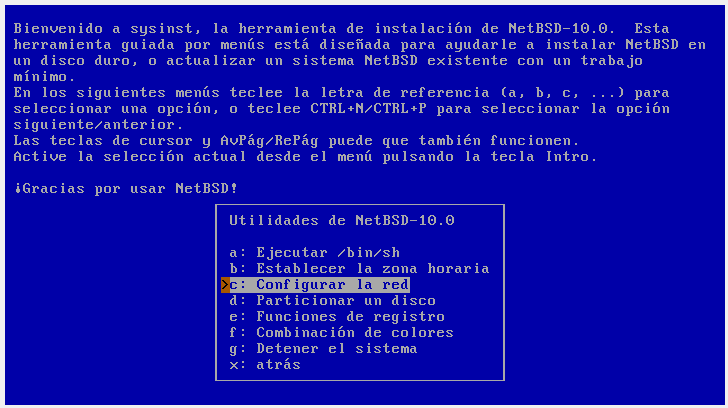 Bienvenido a sysinst, la herramienta de instalación de NetBSD-10.0.  Esta
herramienta guiada por menús está diseñada para ayudarle a instalar NetBSD en
un disco duro, o actualizar un sistema NetBSD existente con un trabajo
mínimo.
En los siguientes menús teclee la letra de referencia (a, b, c, ...) para
seleccionar una opción, o teclee CTRL+N/CTRL+P para seleccionar la opción
siguiente/anterior.
Las teclas de cursor y AvPág/RePág puede que también funcionen.
Active la selección actual desde el menú pulsando la tecla Intro.
¡Gracias por usar NetBSD!
Utilidades de NetBSD-10.0
a: Ejecutar /bin/sh
b: Establecer la zona horaria
>c: Configurar la red
d: Particionar un disco
e: Funciones de registro
f: Combinación de colores
g: Detener el sistema
x: atrás